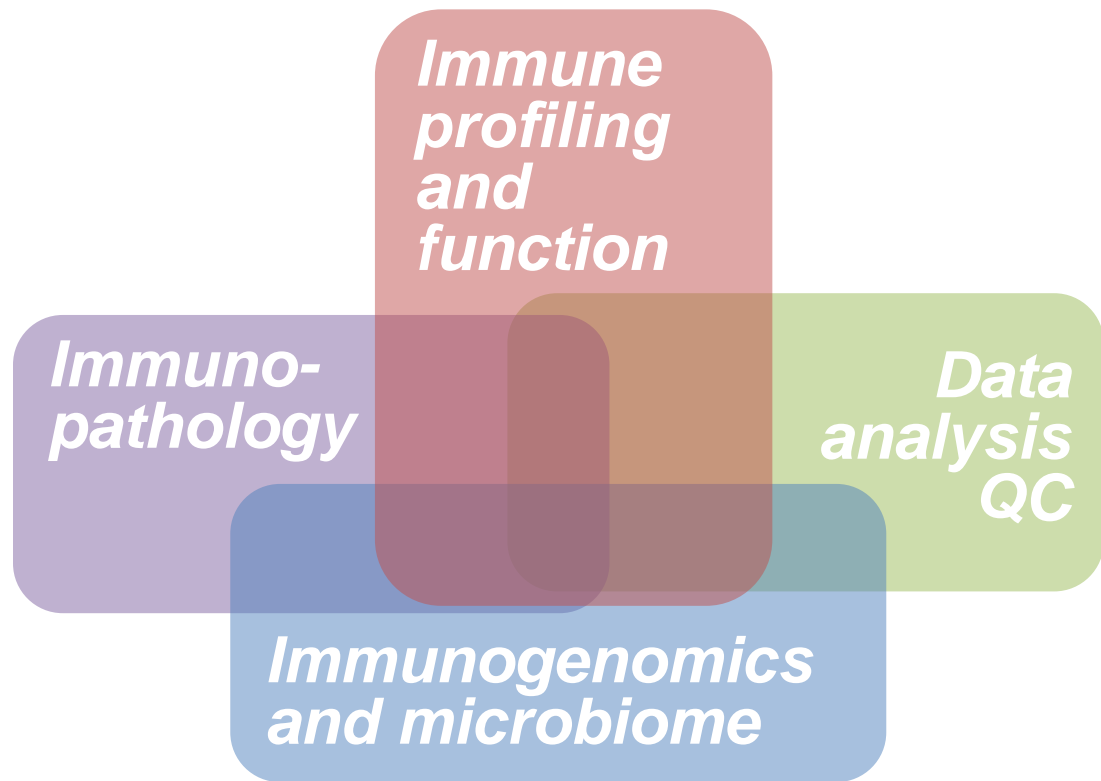 Immune
profiling
and
function
Immuno-
pathology
Data
analysis
QC
Immunogenomics
and microbiome